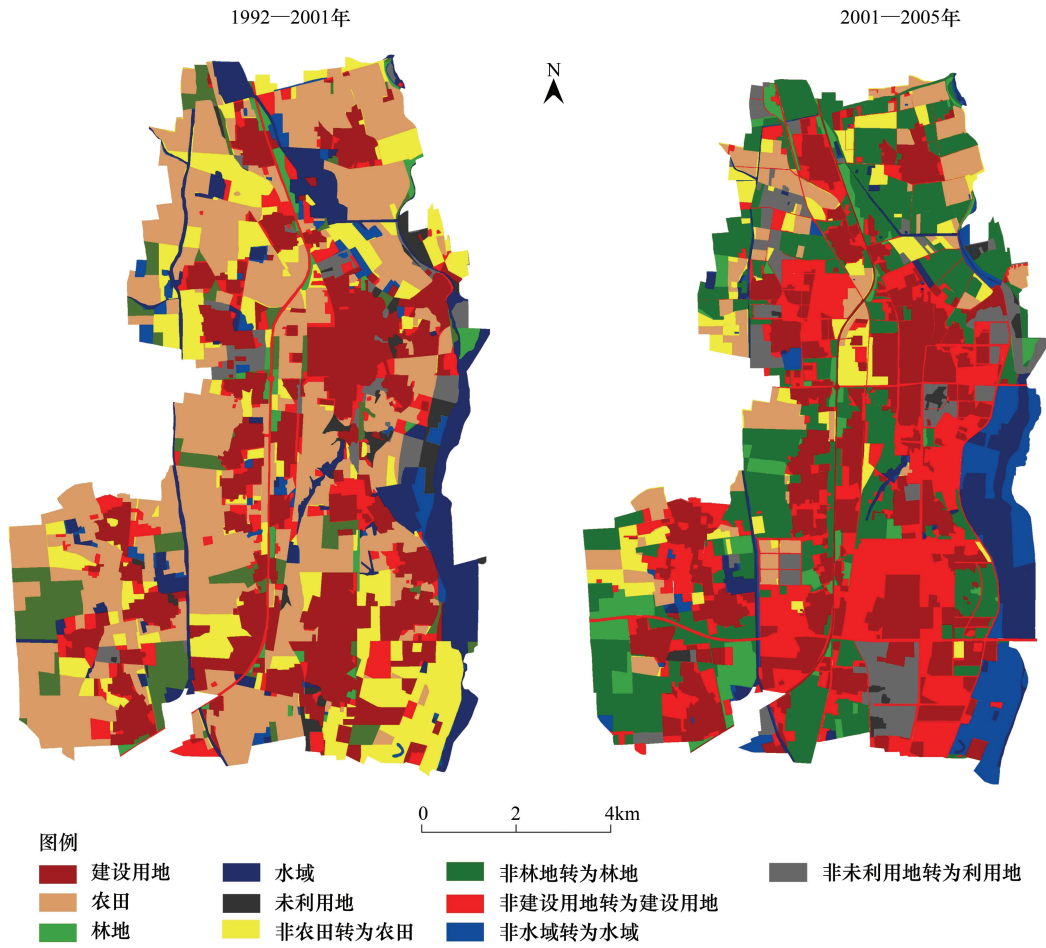 1992—2001年
2001—2005年
N
0 2 4km
图例
建设用地
水域
非林地转为林地
非未利用地转为利用地
农田
未利用地
非建设用地转为建设用地
林地
非农田转为农田
非水域转为水域